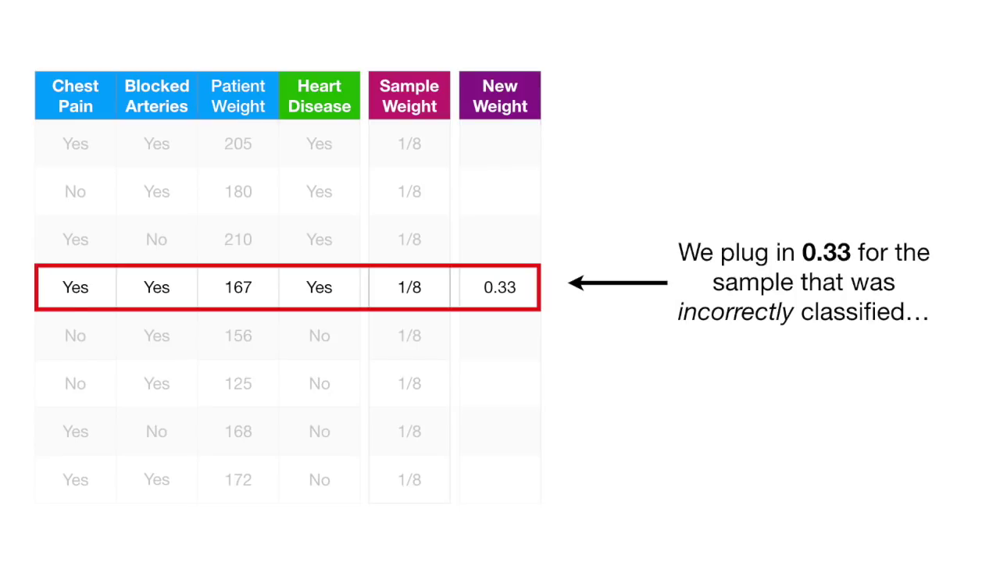 Chest Pain Blocked Arteries Patient Weight Heart Disease Sample Weight New Weight
Yes Yes 205 Yes 1/8
No Yes 180 Yes 1/8
Yes No 210 Yes 1/8
Yes Yes 167 Yes 1/8 0.33
No Yes 156 No 1/8
No Yes 125 No 1/8
Yes No 168 No 1/8
Yes Yes 172 No 1/8
We plug in 0.33 for the
sample that was
incorrectly classified…